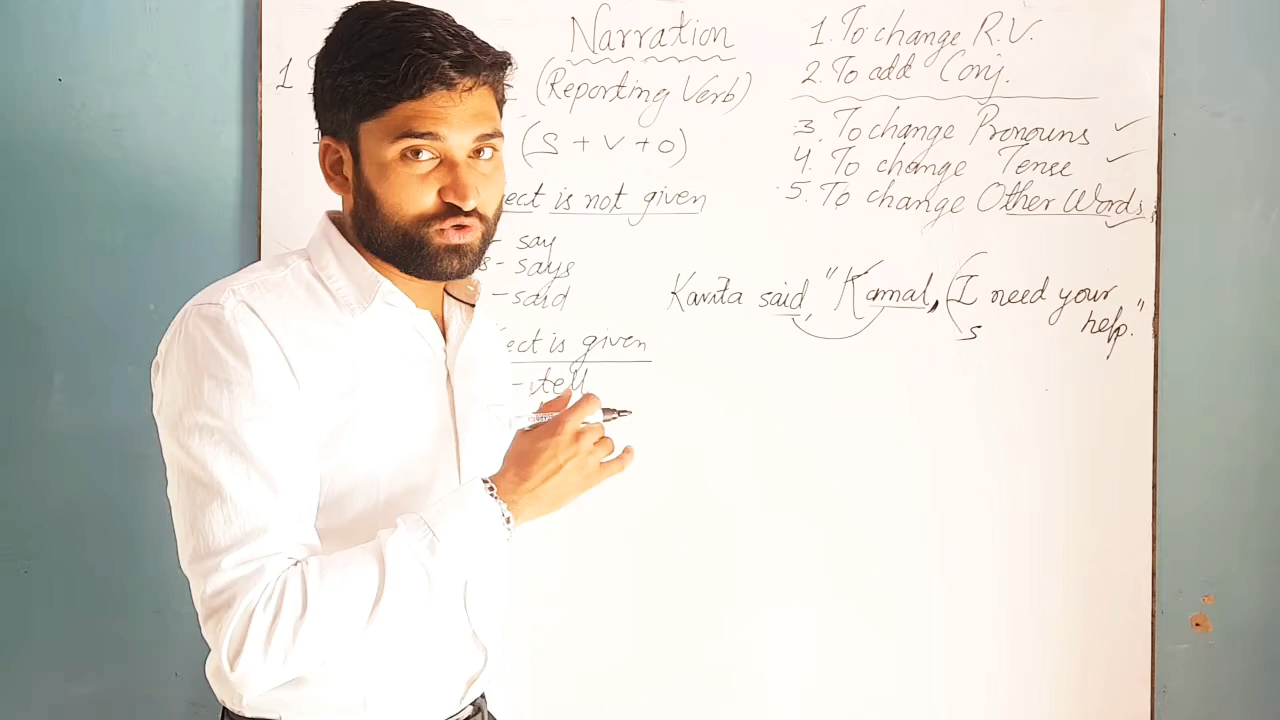 Narration
1
(Reporting Verb)
(S + V + O)
ect is not given
- say
s - says
- said
ect is given
- tell
1. To change R.V.
2. To add Conj.
3. To change Pronouns ✓
4. To change Tense ✓
5. To change Other Words, ✓
Kavita said, "Kamal, (I need your
help."
S